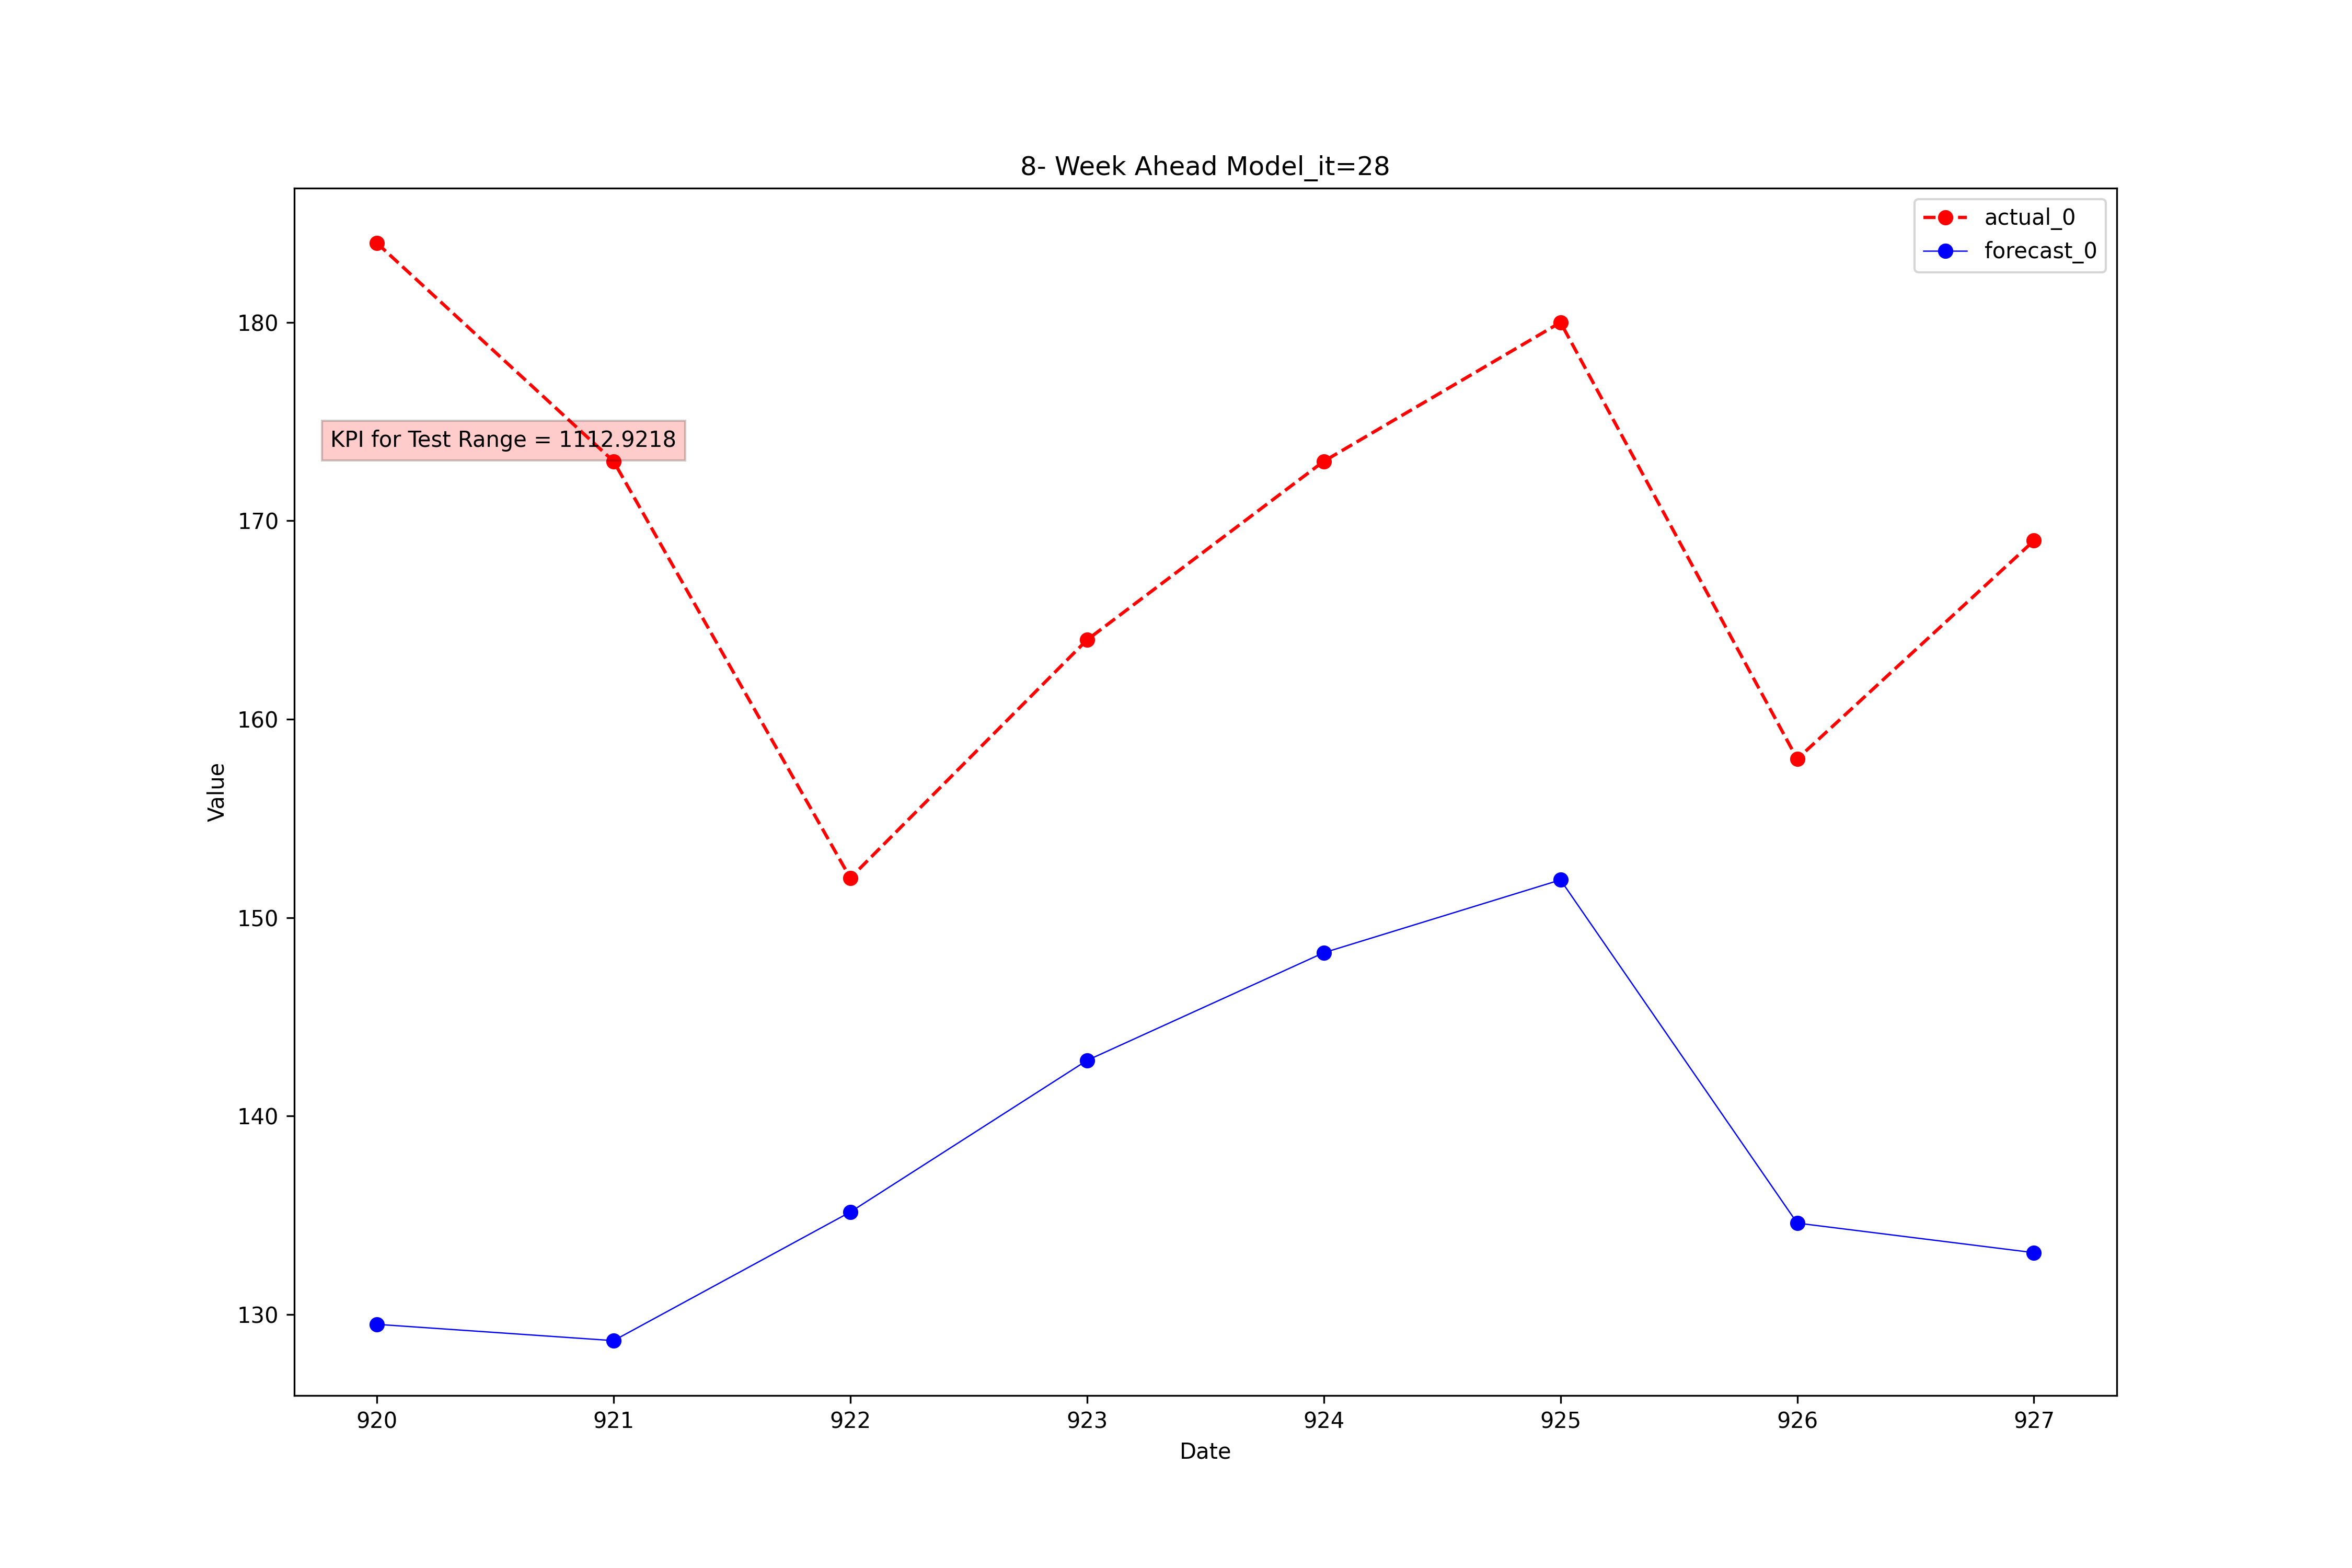 8- Week Ahead Model_it=28
actual_0
forecast_0
KPI for Test Range = 1112.9218
Value
180
170
160
150
140
130
920 921 922 923 924 925 926 927
Date